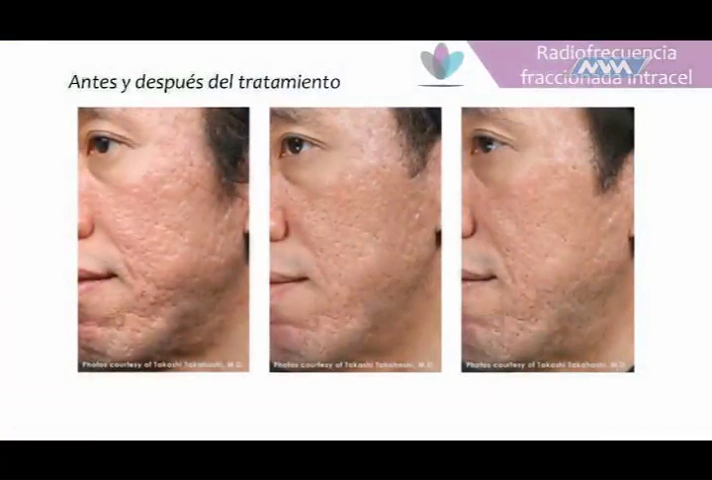 Radiofrecuencia
fraccionada intracel
Antes y después del tratamiento
Photos courtesy of Takashi Takahashi, M.D.
Photos courtesy of Takashi Takahashi, M.D.
Photos courtesy of Takashi Takahashi, M.D.